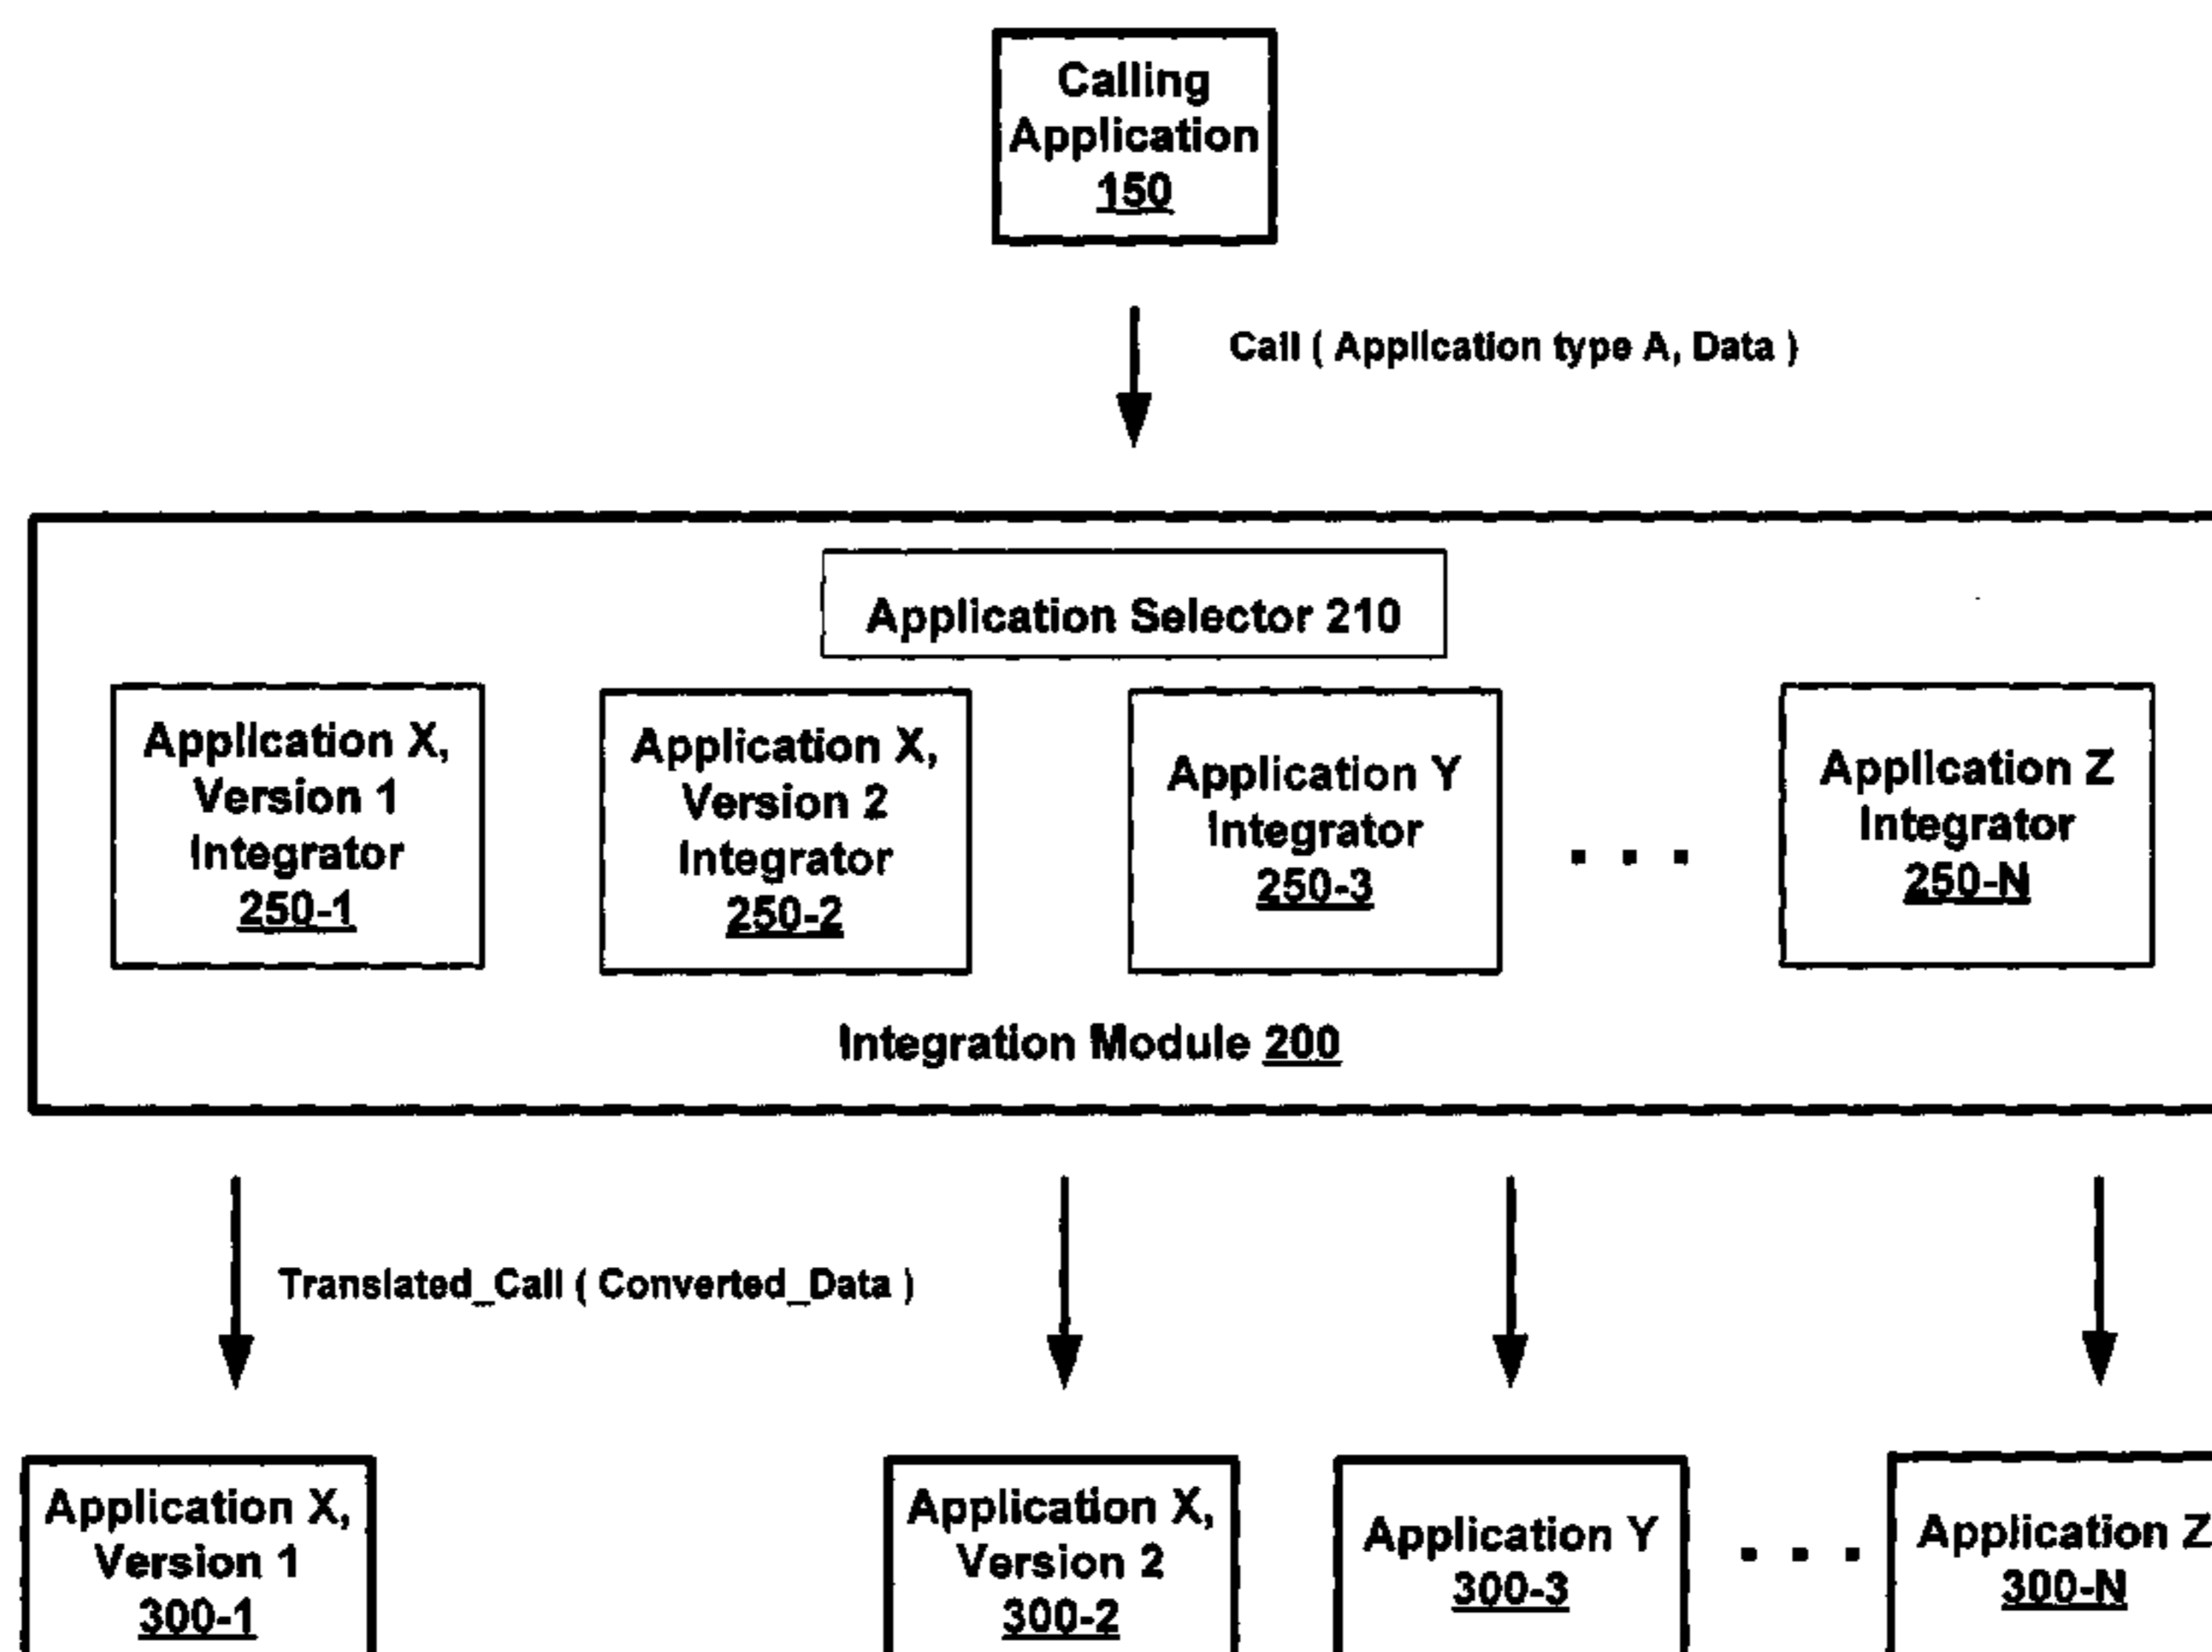 Calling
Application
150
Call ( Application type A, Data )
Application Selector 210
Application X,
Version 1
Integrator
250-1
Application X,
Version 2
Integrator
250-2
Application Y
Integrator
250-3
. . .
Application Z
Integrator
250-N
Integration Module 200
Translated_Call ( Converted_Data )
Application X,
Version 1
300-1
Application X,
Version 2
300-2
Application Y
300-3
. . .
Application Z
300-N